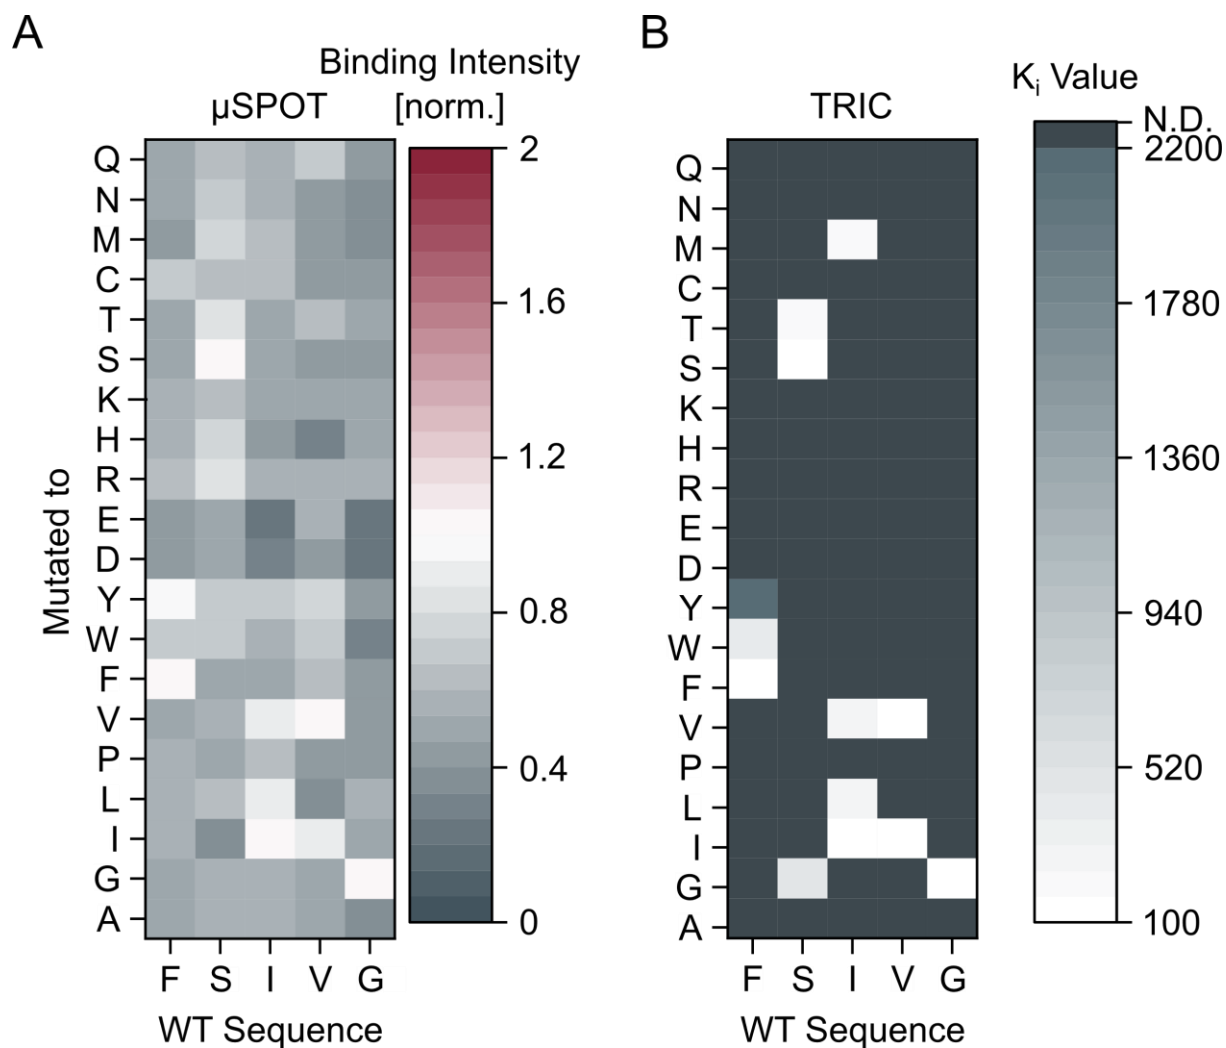 A
Binding Intensity
[norm.]
µSPOT
Q
N
M
C
T
S
K
H
R
E
D
Y
W
F
V
P
L
I
G
A
Mutated to
F S I V G
WT Sequence
2
1.6
1.2
0.8
0.4
0
B
TRIC
Q
N
M
C
T
S
K
H
R
E
D
Y
W
F
V
P
L
I
G
A
F S I V G
WT Sequence
Ki Value
N.D.
2200
1780
1360
940
520
100